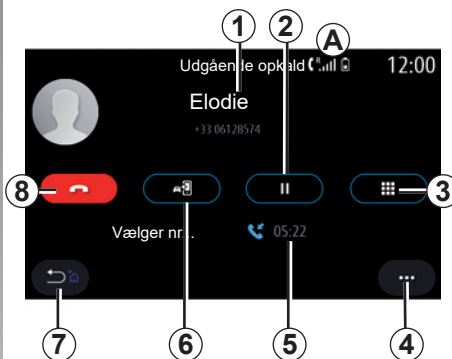 1
2
A
Udgående opkald
12:00
Elodie
+33 06128574
8
3
Vælger nr...
05:22
7
6
5
4